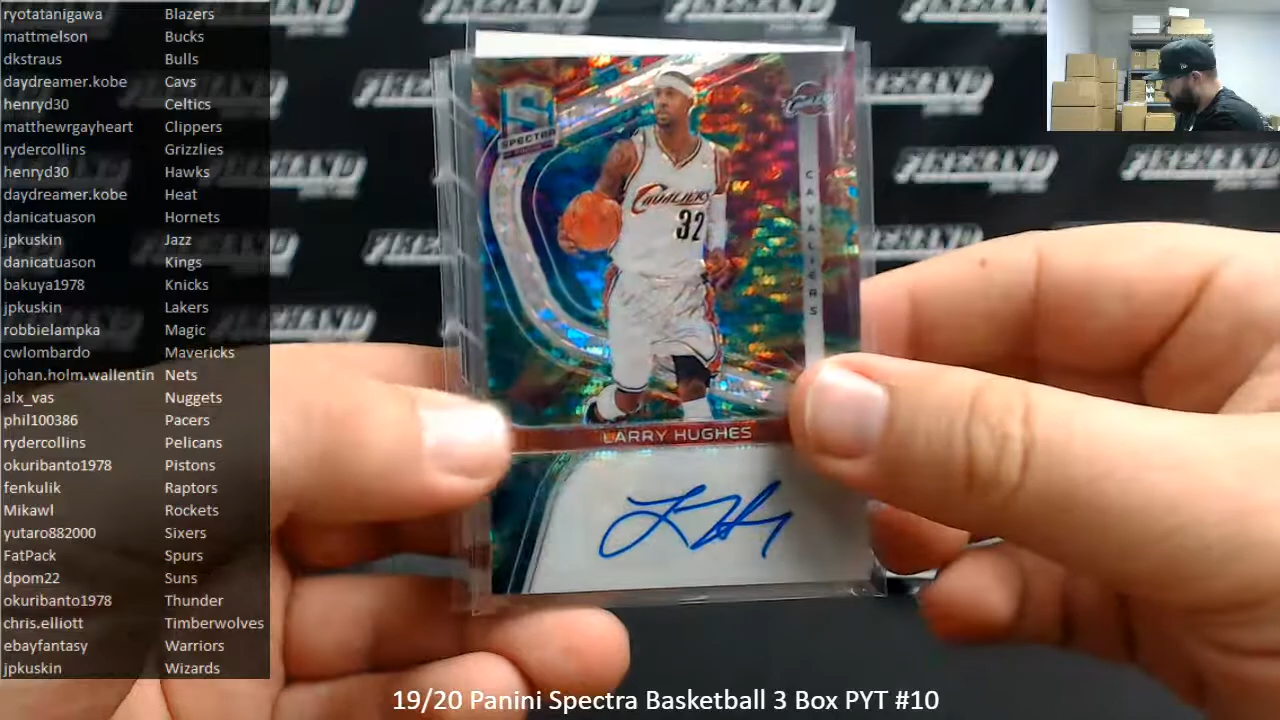 ryotatanigawa Blazers
mattmelson Bucks
dkstraus Bulls
daydreamer.kobe Cavs
henryd30 Celtics
matthewrgayheart Clippers
rydercollins Grizzlies
henryd30 Hawks
daydreamer.kobe Heat
danicatuason Hornets
jpkuskin Jazz
danicatuason Kings
bakuya1978 Knicks
jpkuskin Lakers
robbielampka Magic
cwlombardo Mavericks
johan.holm.wallentin Nets
alx_vas Nuggets
phil100386 Pacers
rydercollins Pelicans
okuribanto1978 Pistons
fenkulik Raptors
Mikawl Rockets
yutaro882000 Sixers
FatPack Spurs
dpom22 Suns
okuribanto1978 Thunder
chris.elliott Timberwolves
ebayfantasy Warriors
jpkuskin Wizards
S
SPECTRA
CAVALIERS
CAVALIERS
32
LARRY HUGHES
FIREHAND
FIREHAND
FIREHAND
19/20 Panini Spectra Basketball 3 Box PYT #10